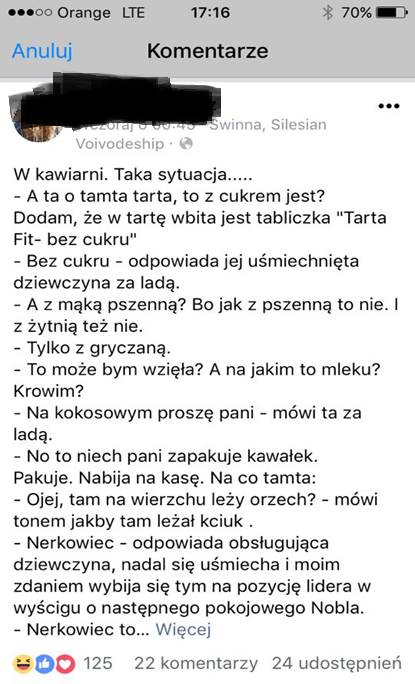 Orange LTE 17:16 70%
Anuluj Komentarze
Wczoraj o 00:45 · Świnna, Silesian
Voivodeship ·
W kawiarni. Taka sytuacja.....
- A ta o tamta tarta, to z cukrem jest?
Dodam, że w tartę wbita jest tabliczka "Tarta
Fit- bez cukru"
- Bez cukru - odpowiada jej uśmiechnięta
dziewczyna za ladą.
- A z mąką pszenną? Bo jak z pszenną to nie. I
z żytnią też nie.
- Tylko z gryczaną.
- To może bym wzięła? A na jakim to mleku?
Krowim?
- Na kokosowym proszę pani - mówi ta za
ladą.
- No to niech pani zapakuje kawałek.
Pakuje. Nabija na kasę. Na co tamta:
- Ojej, tam na wierzchu leży orzech? - mówi
tonem jakby tam leżał kciuk .
- Nerkowiec - odpowiada obsługująca
dziewczyna, nadal się uśmiecha i moim
zdaniem wybija się tym na pozycję lidera w
wyścigu o następnego pokojowego Nobla.
- Nerkowiec to... Więcej
125 22 komentarzy 24 udostępnień